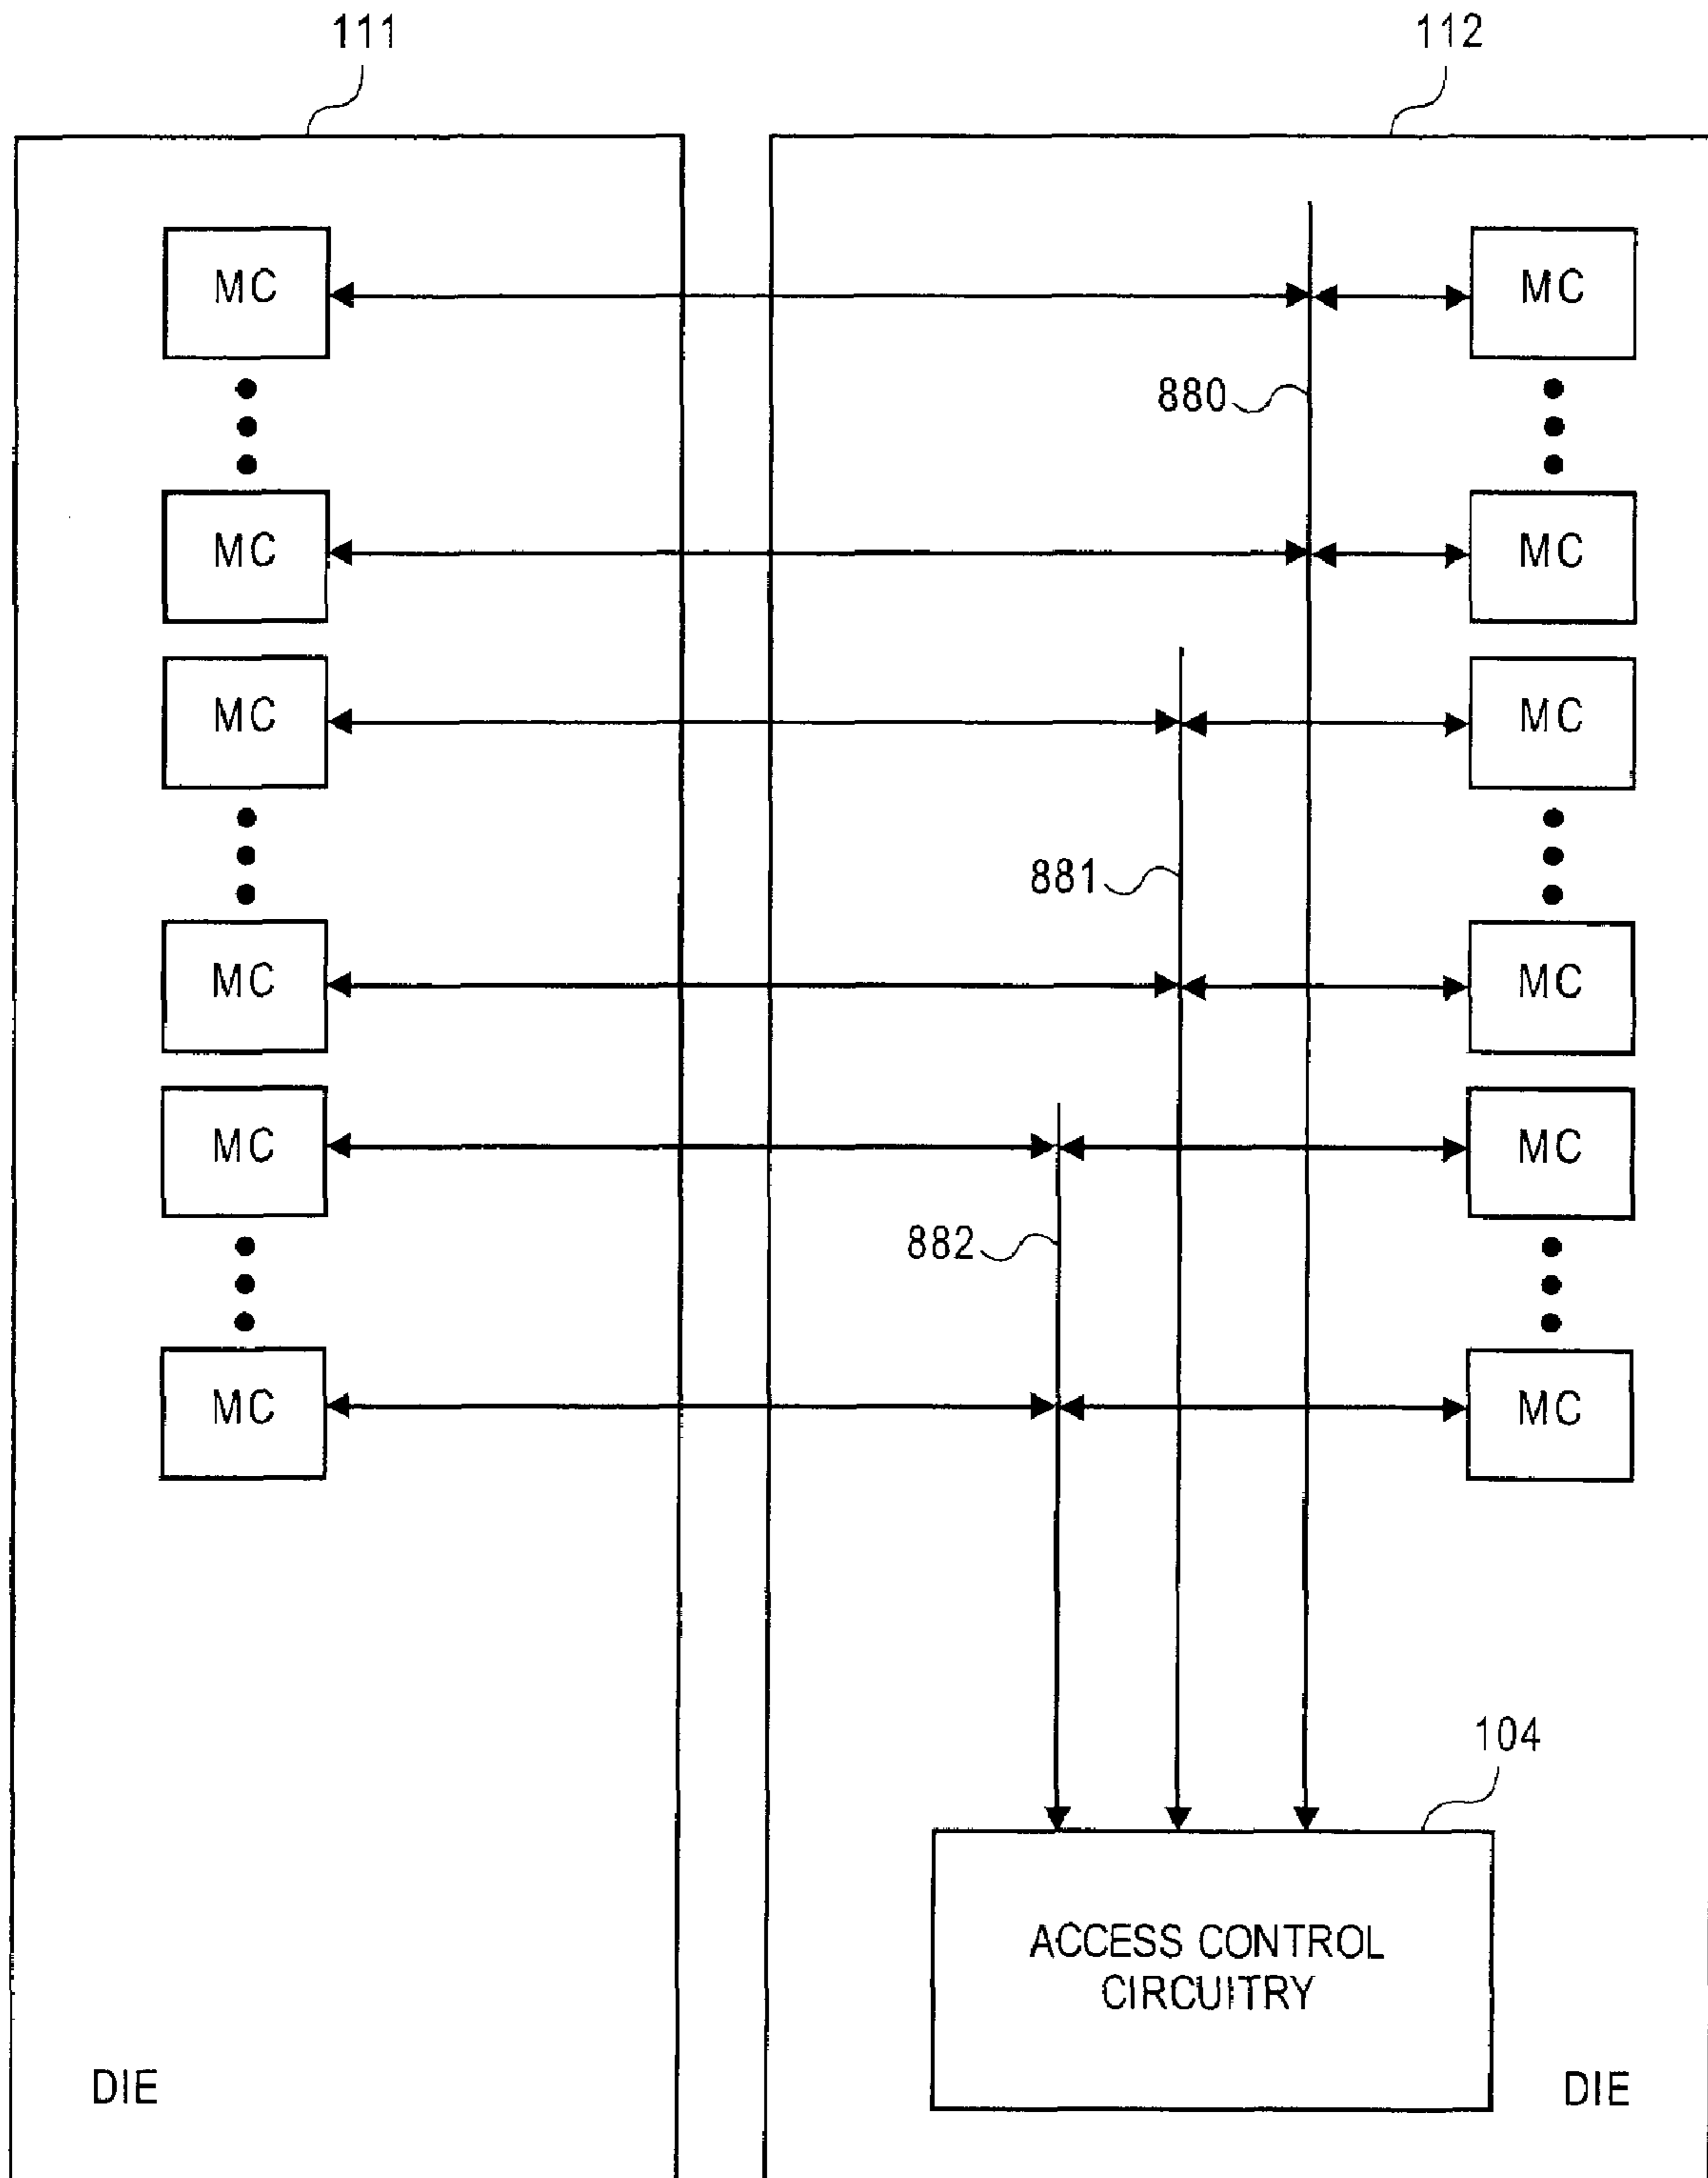 111
112
MC
MC
880
MC
MC
MC
MC
881
MC
MC
MC
MC
882
MC
MC
104
ACCESS CONTROL
CIRCUITRY
DIE
DIE